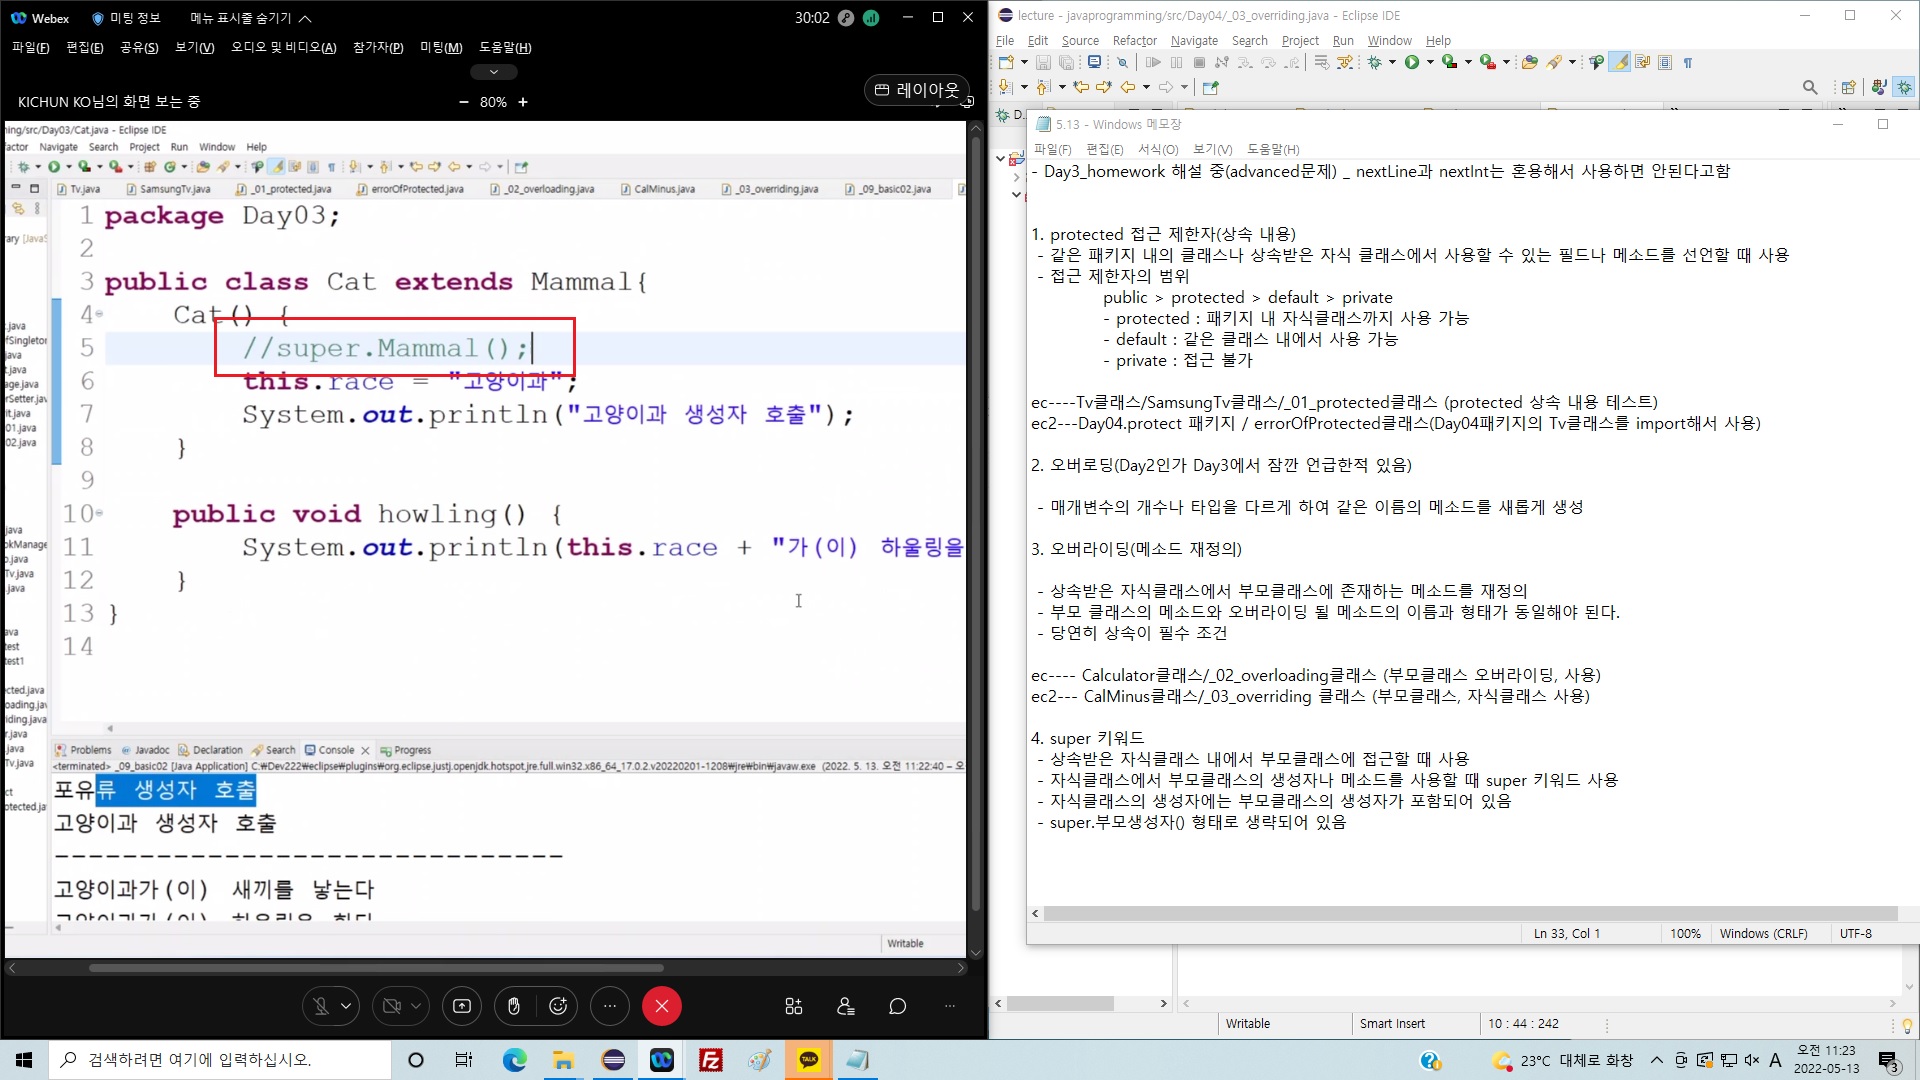 Webex
미팅 정보
메뉴 표시줄 숨기기
30:02
파일(F) 편집(E) 공유(S) 보기(V) 오디오 및 비디오(A) 참가자(P) 미팅(M) 도움말(H)
KICHUN KO님의 화면 보는 중
80%
레이아웃
ning/src/Day03/Cat.java - Eclipse IDE
factor Navigate Search Project Run Window Help
Tv.java SamsungTv.java _01_protected.java errorOfProtected.java _02_overloading.java CalMinus.java _03_overriding.java _09_basic02.java
1 package Day03;
2
3 public class Cat extends Mammal{
4 Cat() {
5 //super.Mammal();
6 this.race = "고양이과";
7 System.out.println("고양이과 생성자 호출");
8 }
9
10 public void howling() {
11 System.out.println(this.race + "가(이) 하울링을
12 }
13 }
14
Problems Javadoc Declaration Search Console Progress
<terminated> _09_basic02 [Java Application] C:₩Dev222₩eclipse₩plugins₩org.eclipse.justj.openjdk.hotspot.jre.full.win32.x86_64_17.0.2.v20220201-1208₩jre₩bin₩javaw.exe (2022. 5. 13. 오전 11:22:40 – 오
포유류 생성자 호출
고양이과 생성자 호출
------------------------------
고양이과가(이) 새끼를 낳는다
고양이과가(이) 하울링을 한다
Writable
lecture - javaprogramming/src/Day04/_03_overriding.java - Eclipse IDE
File Edit Source Refactor Navigate Search Project Run Window Help
5.13 - Windows 메모장
파일(F) 편집(E) 서식(O) 보기(V) 도움말(H)
- Day3_homework 해설 중(advanced문제) _ nextLine과 nextInt는 혼용해서 사용하면 안된다고함
1. protected 접근 제한자(상속 내용)
- 같은 패키지 내의 클래스나 상속받은 자식 클래스에서 사용할 수 있는 필드나 메소드를 선언할 때 사용
- 접근 제한자의 범위
public > protected > default > private
- protected : 패키지 내 자식클래스까지 사용 가능
- default : 같은 클래스 내에서 사용 가능
- private : 접근 불가
ec----Tv클래스/SamsungTv클래스/_01_protected클래스 (protected 상속 내용 테스트)
ec2---Day04.protect 패키지 / errorOfProtected클래스(Day04패키지의 Tv클래스를 import해서 사용)
2. 오버로딩(Day2인가 Day3에서 잠깐 언급한적 있음)
- 매개변수의 개수나 타입을 다르게 하여 같은 이름의 메소드를 새롭게 생성
3. 오버라이딩(메소드 재정의)
- 상속받은 자식클래스에서 부모클래스에 존재하는 메소드를 재정의
- 부모 클래스의 메소드와 오버라이딩 될 메소드의 이름과 형태가 동일해야 된다.
- 당연히 상속이 필수 조건
ec---- Calculator클래스/_02_overloading클래스 (부모클래스 오버라이딩, 사용)
ec2--- CalMinus클래스/_03_overriding 클래스 (부모클래스, 자식클래스 사용)
4. super 키워드
- 상속받은 자식클래스 내에서 부모클래스에 접근할 때 사용
- 자식클래스에서 부모클래스의 생성자나 메소드를 사용할 때 super 키워드 사용
- 자식클래스의 생성자에는 부모클래스의 생성자가 포함되어 있음
- super.부모생성자() 형태로 생략되어 있음
Ln 33, Col 1 100% Windows (CRLF) UTF-8
Writable Smart Insert 10 : 44 : 242
검색하려면 여기에 입력하십시오.
TALK
23°C 대체로 화창
A
오전 11:23
2022-05-13
3